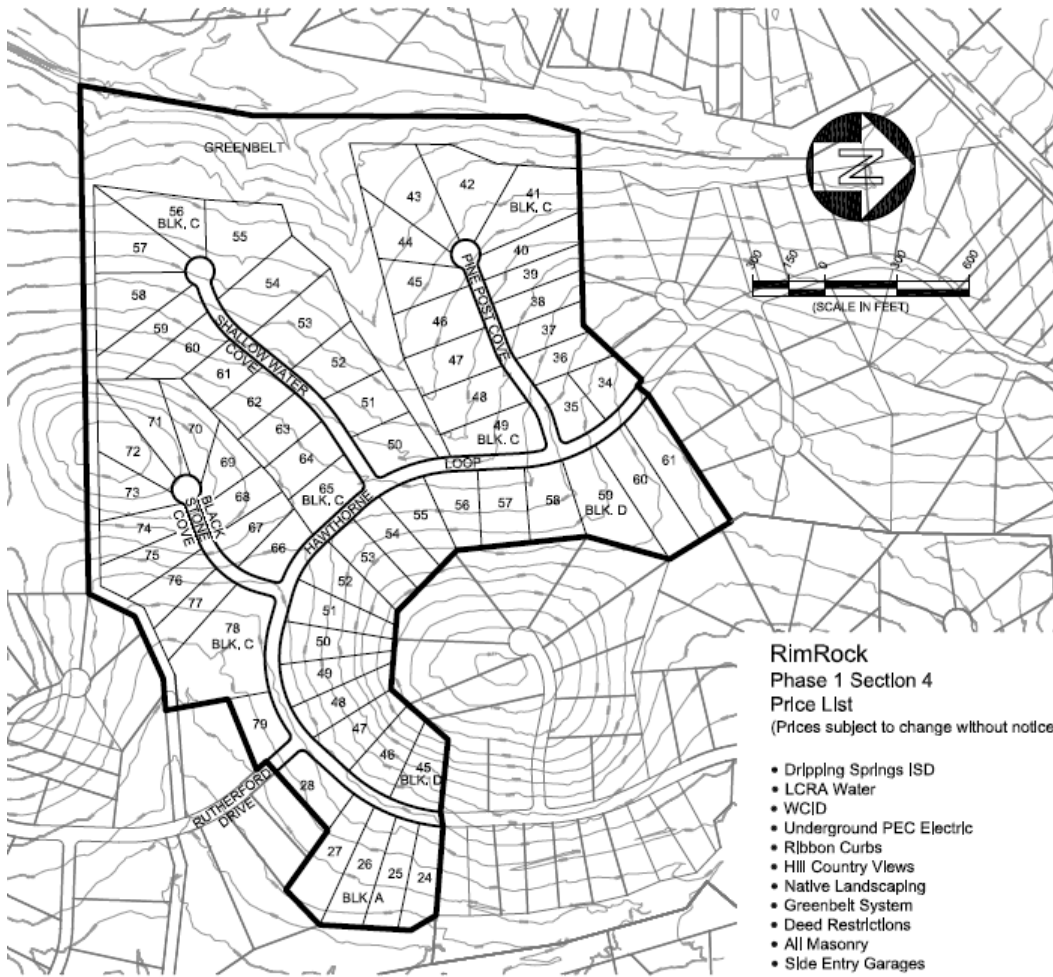 GREENBELT
42
43
41
BLK. C
56
BLK. C
55
44
40
57
39
45
38
54
58
46
37
53
59
36
60
47
34
52
61
48
35
51
62
49
BLK. C
63
50
71
70
72
69
64
61
60
73
68
65
BLK. C
55
56
57
58
59
BLK. D
74
67
54
75
66
53
76
52
77
51
78
BLK. C
50
49
48
79
47
46
45
BLK. D
28
27
26
25
24
BLK. A
PINE POST COVE
SHALLOW WATER
COVE
BLACK
STONE
COVE
HAWTHORNE
LOOP
RUTHERFORD
DRIVE
N
300 150 0 300 600
(SCALE IN FEET)
RimRock
Phase 1 Section 4
Price List
(Prices subject to change without notice
• Dripping Springs ISD
• LCRA Water
• WCID
• Underground PEC Electric
• Ribbon Curbs
• Hill Country Views
• Native Landscaping
• Greenbelt System
• Deed Restrictions
• All Masonry
• Side Entry Garages